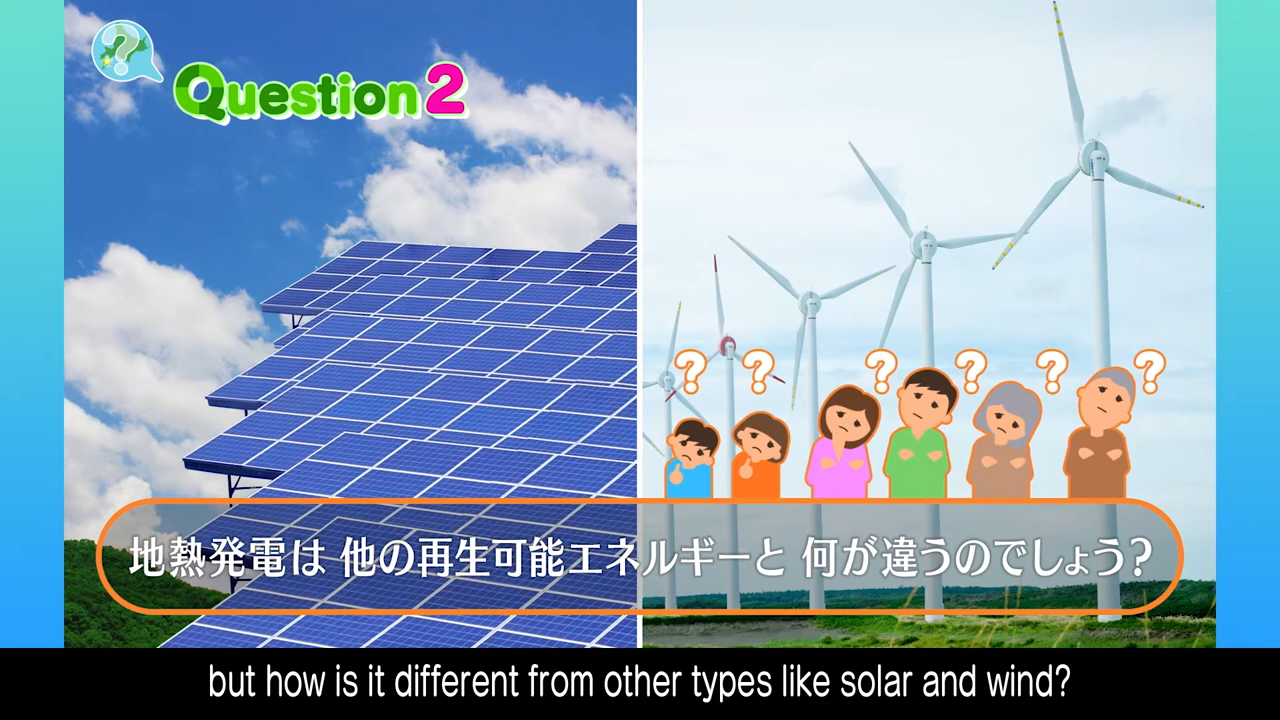 Question 2
地熱発電は 他の再生可能エネルギーと 何が違うのでしょう?
but how is it different from other types like solar and wind?